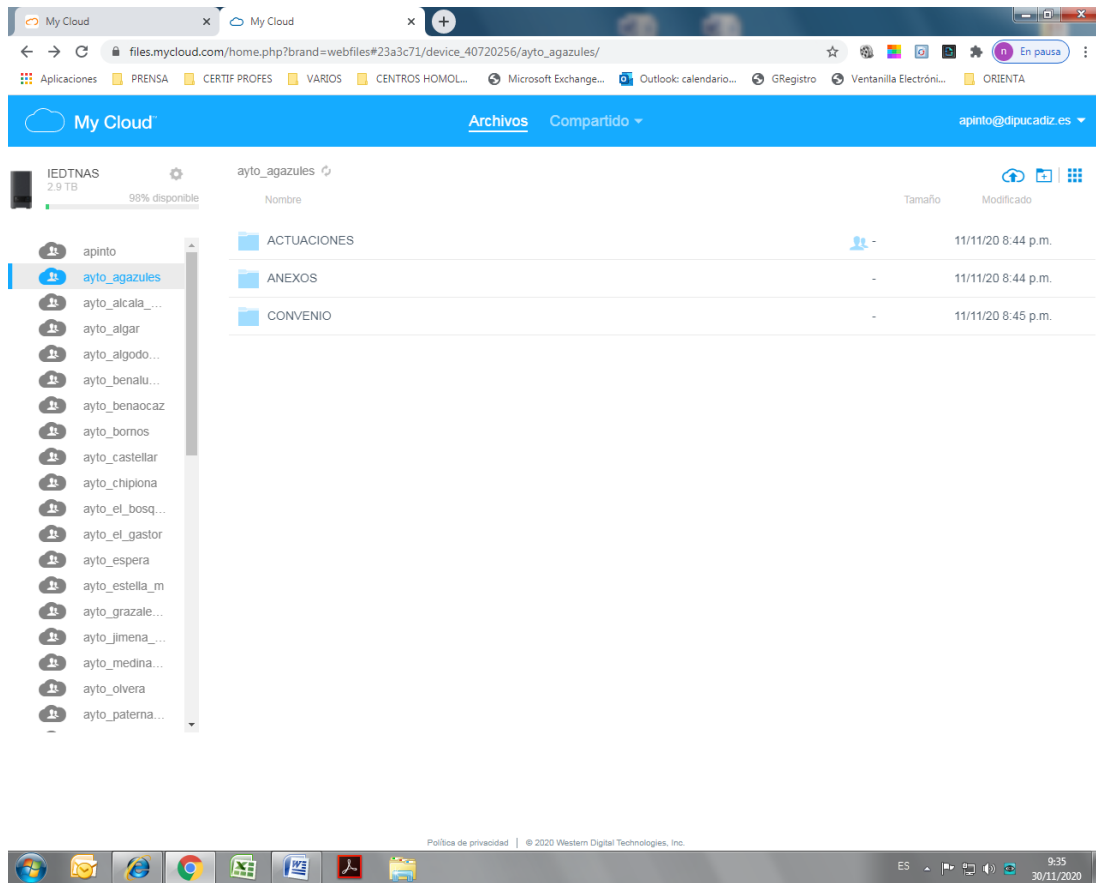 My Cloud
My Cloud
files.mycloud.com/home.php?brand=webfiles#23a3c71/device_40720256/ayto_agazules/
n En pausa
Aplicaciones PRENSA CERTIF PROFES VARIOS CENTROS HOMOL... Microsoft Exchange... Outlook: calendario... GRegistro Ventanilla Electróni... ORIENTA
My Cloud
Archivos Compartido
apinto@dipucadiz.es
IEDTNAS
2.9 TB
98% disponible
ayto_agazules
Nombre Tamaño Modificado
ACTUACIONES - 11/11/20 8:44 p.m.
ANEXOS - 11/11/20 8:44 p.m.
CONVENIO - 11/11/20 8:45 p.m.
apinto
ayto_agazules
ayto_alcala_...
ayto_algar
ayto_algodo...
ayto_benalu...
ayto_benaocaz
ayto_bornos
ayto_castellar
ayto_chipiona
ayto_el_bosq...
ayto_el_gastor
ayto_espera
ayto_estella_m
ayto_grazale...
ayto_jimena_...
ayto_medina...
ayto_olvera
ayto_paterna...
Política de privacidad | © 2020 Western Digital Technologies, Inc.
ES
9:35
30/11/2020